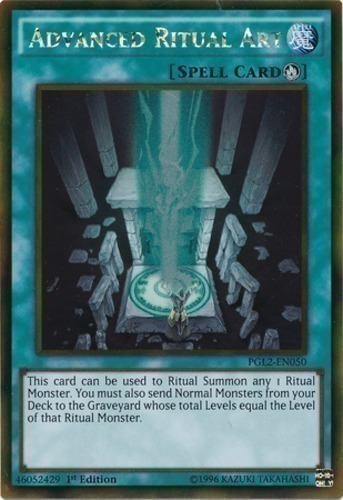 ADVANCED RITUAL ART
[SPELL CARD]
PGL2-EN050
This card can be used to Ritual Summon any 1 Ritual
Monster. You must also send Normal Monsters from your
Deck to the Graveyard whose total Levels equal the Level
of that Ritual Monster.
46052429 1st Edition ©1996 KAZUKI TAKAHASHI